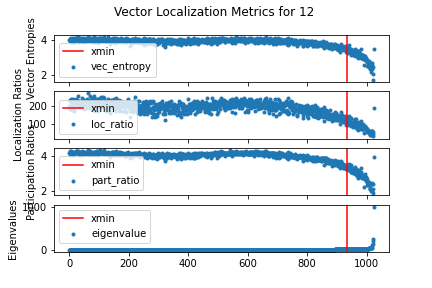 Vector Localization Metrics for 12
Vector Entropies
4
2
xmin
vec_entropy
Localization Ratios
200
100
xmin
loc_ratio
Participation Ratios
4
2
xmin
part_ratio
Eigenvalues
1000
0
xmin
eigenvalue
0 200 400 600 800 1000